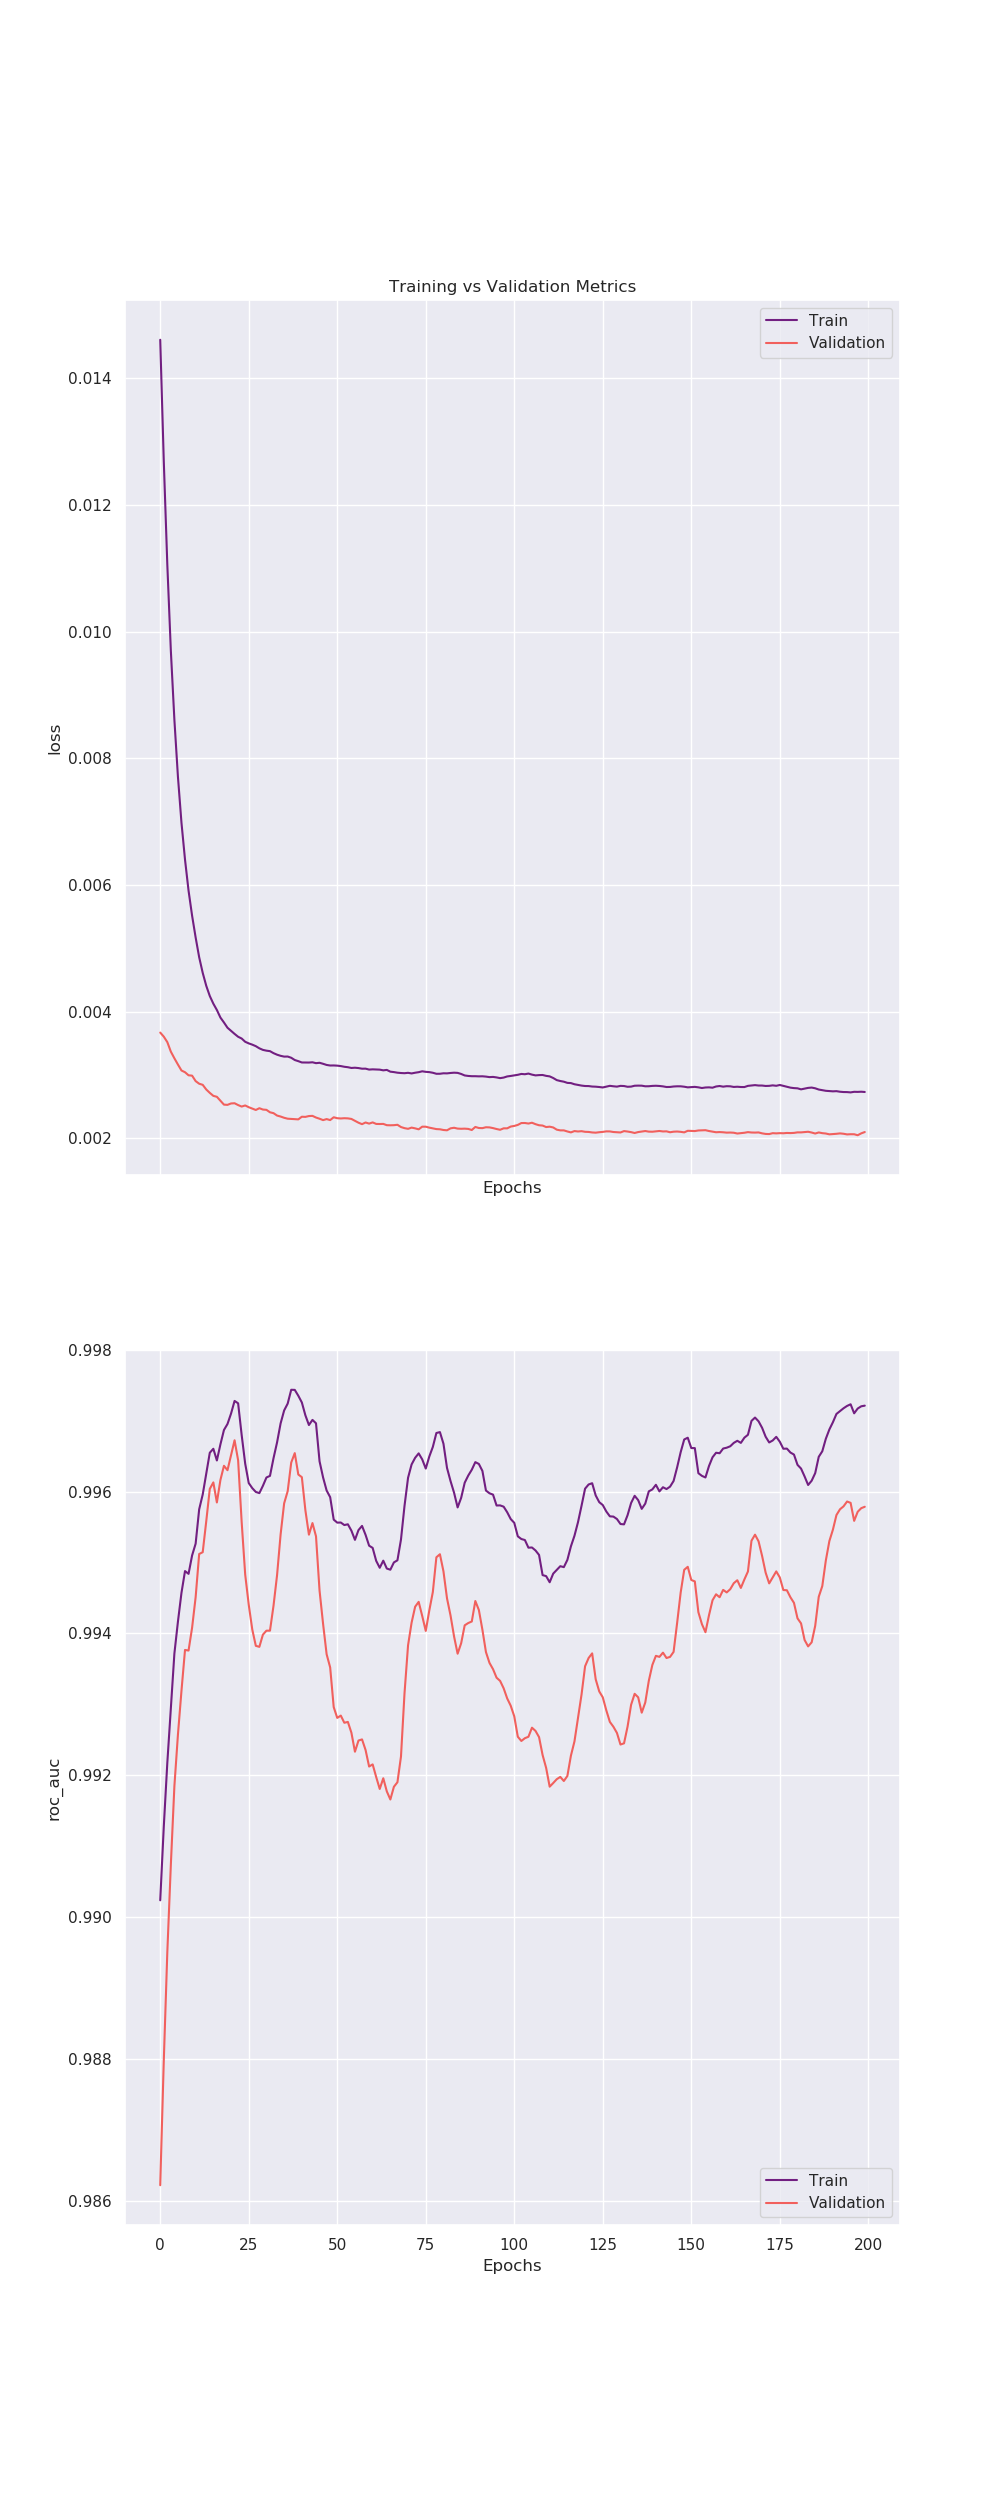 Training vs Validation Metrics
Train
Validation
0.014
0.012
0.010
0.008
0.006
0.004
0.002
loss
Epochs
0.998
0.996
0.994
0.992
0.990
0.988
0.986
roc_auc
Train
Validation
0 25 50 75 100 125 150 175 200
Epochs